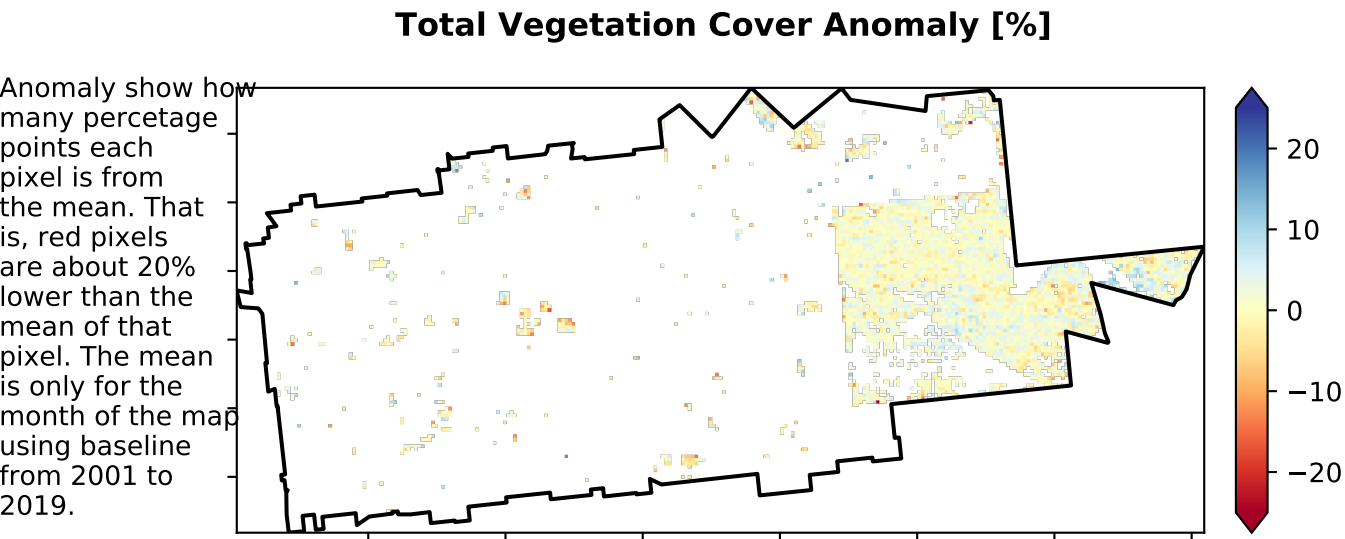 Total Vegetation Cover Anomaly [%]
Anomaly show how
many percetage
points each
pixel is from
the mean. That
is, red pixels
are about 20%
lower than the
mean of that
pixel. The mean
is only for the
month of the map
using baseline
from 2001 to
2019.
20
10
0
−10
−20